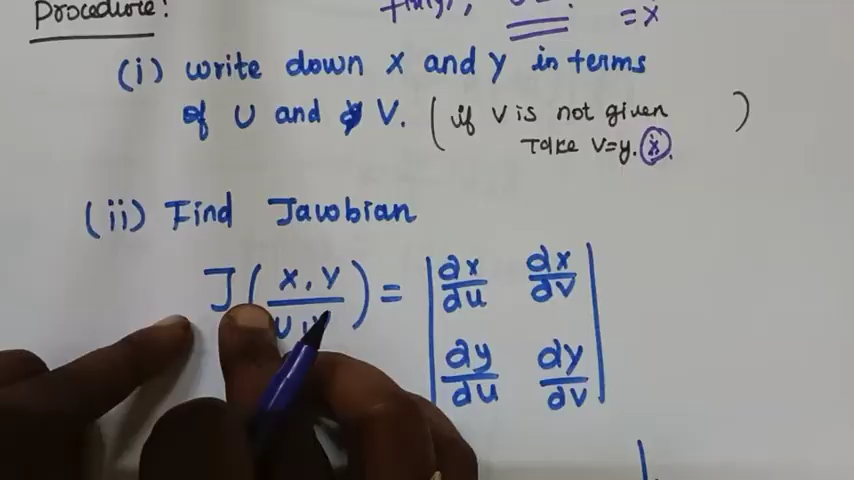 Procedure:
= x
(i) write down x and y in terms
of U and V. ( if V is not given )
Take V=y. x.
(ii) Find Jacobian
J ( x, y / u, v ) = | dx/du dx/dv |
| dy/du dy/dv |